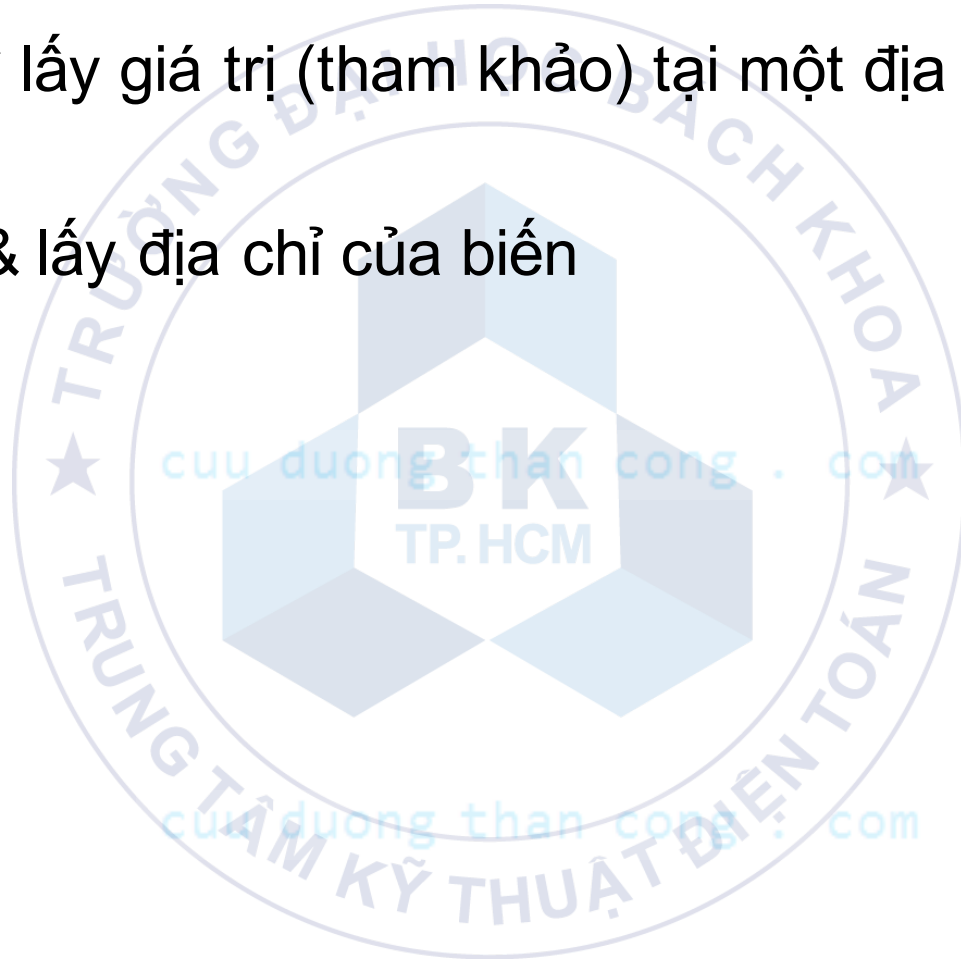 lấy giá trị (tham khảo) tại một địa
& lấy địa chỉ của biến
TRƯỜNG ĐẠI HỌC BÁCH KHOA
cuu duong than cong . com
BK
TP. HCM
cuu duong than cong . com
TRUNG TÂM KỸ THUẬT ĐIỆN TOÁN